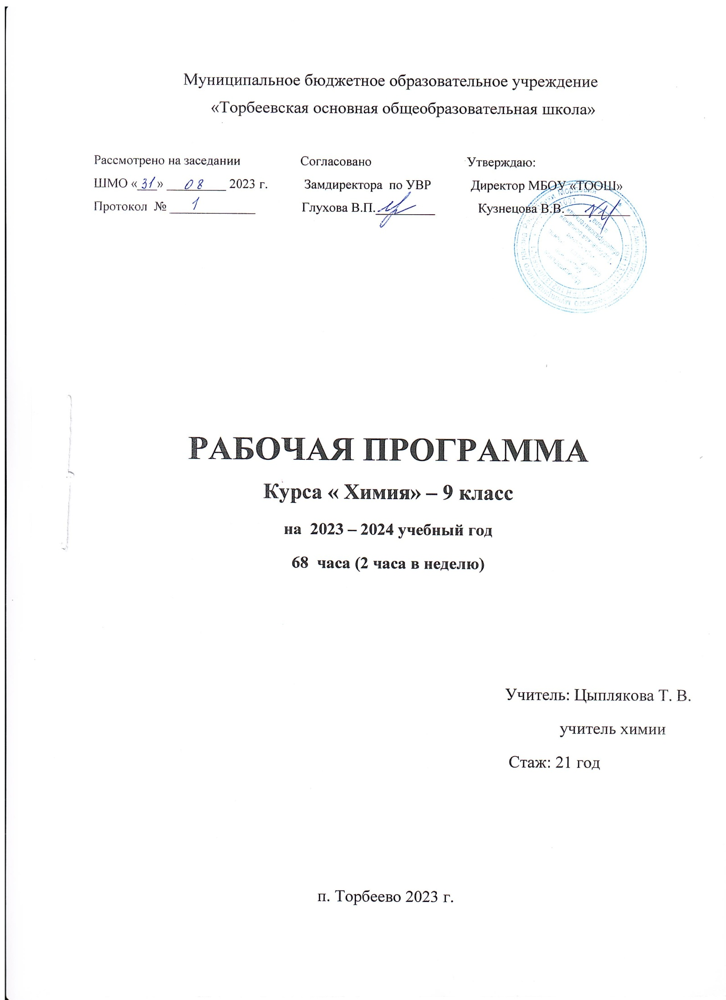 Муниципальное бюджетное образовательное учреждение
«Торбеевская основная общеобразовательная школа»
Рассмотрено на заседании Согласовано Утверждаю:
ШМО «31» 08 2023 г. Замдиректора по УВР Директор МБОУ «ТООШ»
Протокол № 1 Глухова В.П. Кузнецова В.В.
Мордовия
РАБОЧАЯ ПРОГРАММА
Курса « Химия» – 9 класс
на 2023 – 2024 учебный год
68 часа (2 часа в неделю)
Учитель: Цыплякова Т. В.
учитель химии
Стаж: 21 год
п. Торбеево 2023 г.